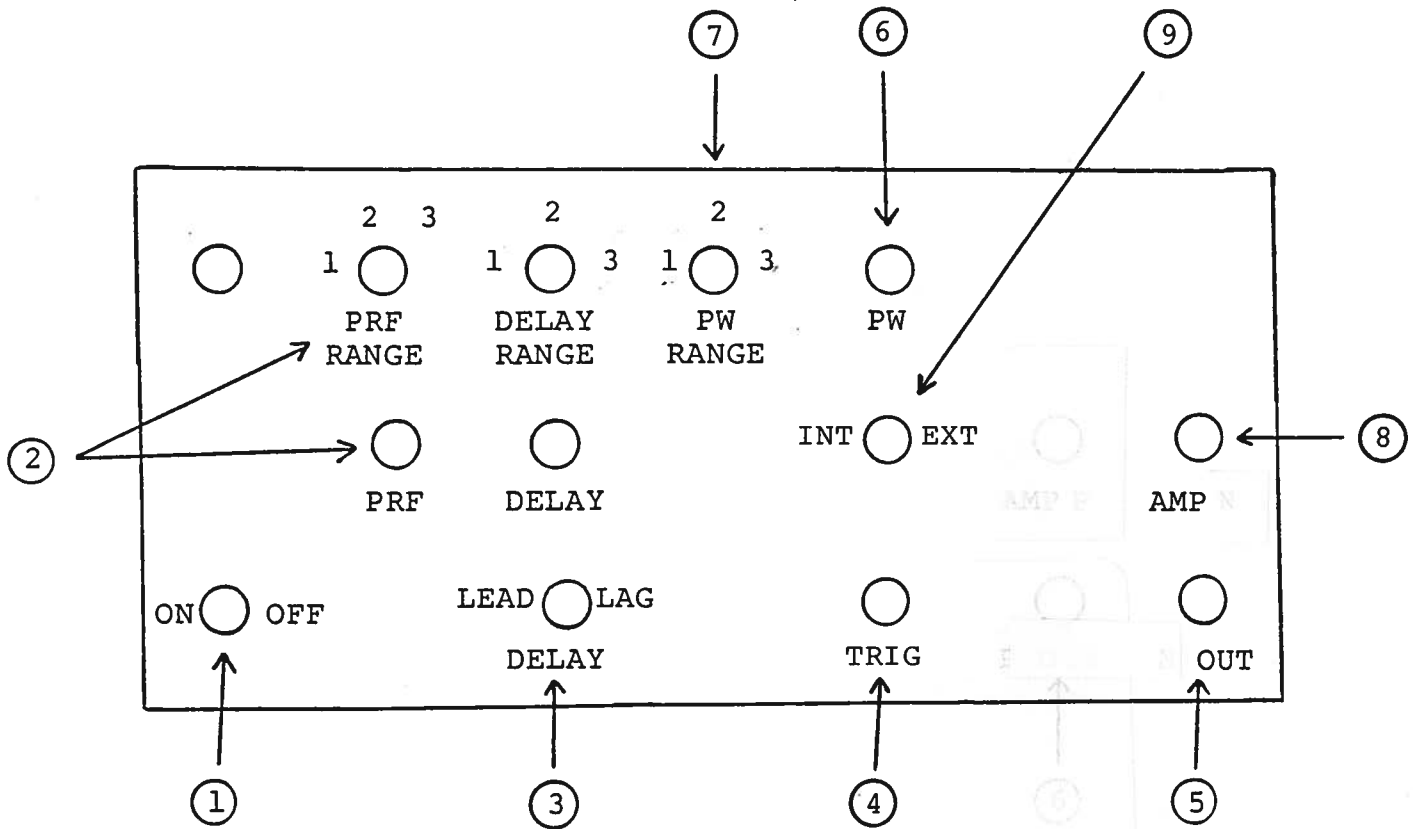 7 6 9
2 3 2 2
1 1 3 1 3
PRF DELAY PW PW
RANGE RANGE RANGE
2 INT EXT 8
PRF DELAY AMP P AMP N
LEAD LAG
ON OFF
DELAY TRIG OUT
1 3 4 5